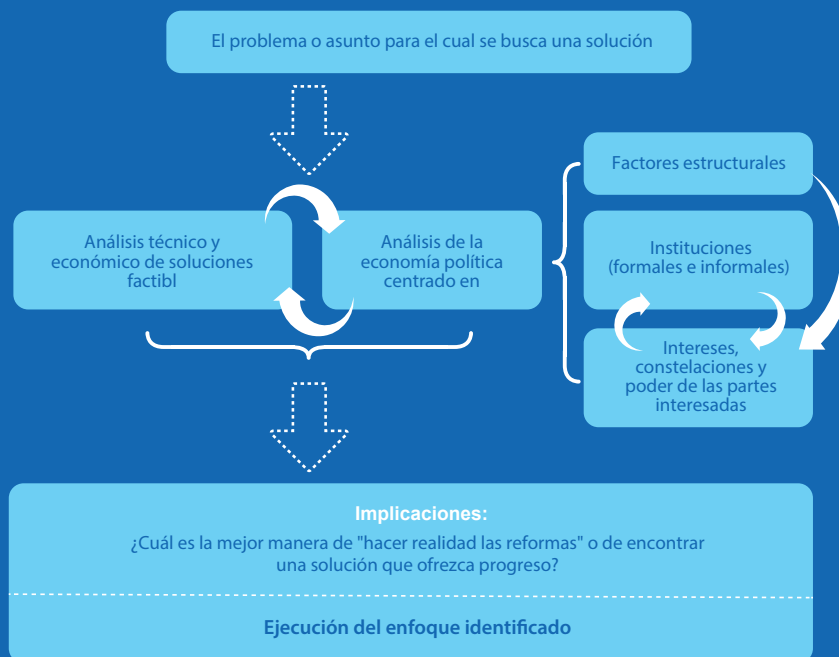 El problema o asunto para el cual se busca una solución
Análisis técnico y
económico de soluciones
factibl
Análisis de la
economía política
centrado en
Factores estructurales
Instituciones
(formales e informales)
Intereses,
constelaciones y
poder de las partes
interesadas
Implicaciones:
¿Cuál es la mejor manera de "hacer realidad las reformas" o de encontrar
una solución que ofrezca progreso?
Ejecución del enfoque identificado